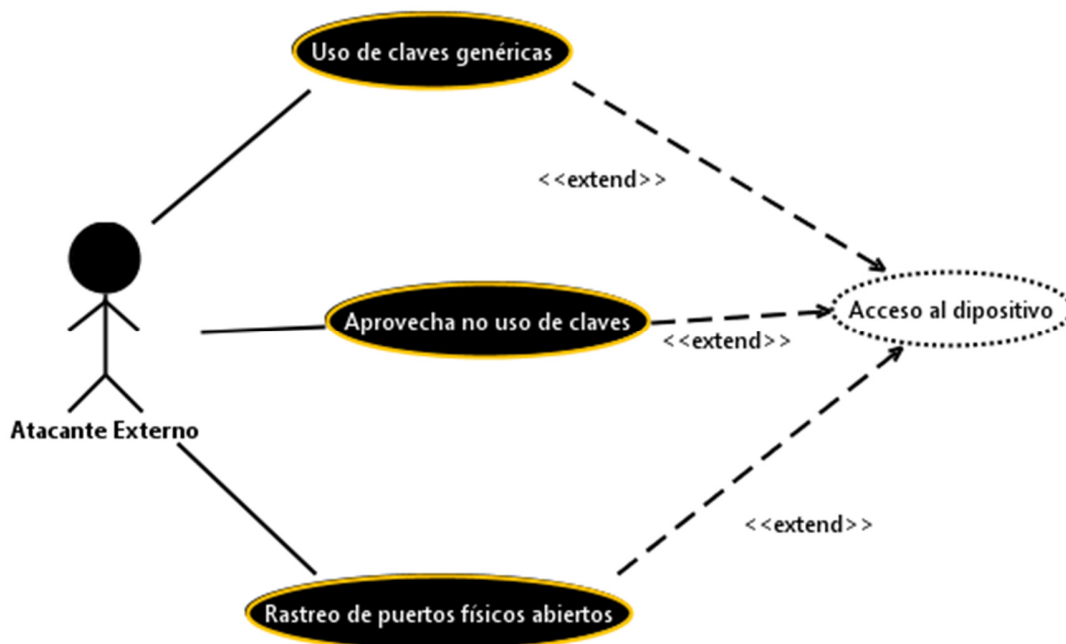 Uso de claves genéricas
<<extend>>
Aprovecha no uso de claves
Acceso al dipositivo
<<extend>>
Atacante Externo
<<extend>>
Rastreo de puertos físicos abiertos